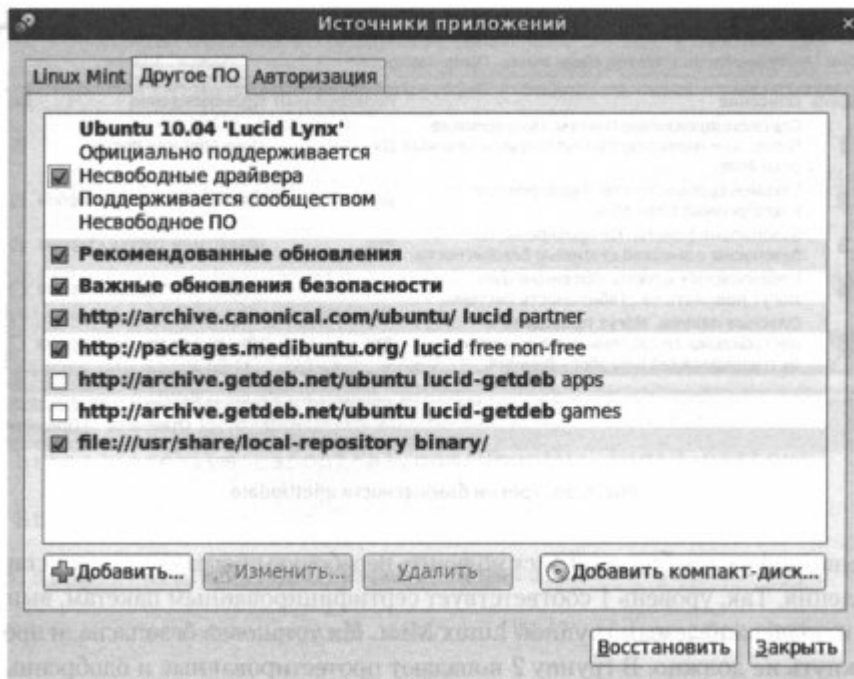 Источники приложений
Linux Mint Другое ПО Авторизация
Ubuntu 10.04 'Lucid Lynx'
Официально поддерживается
Несвободные драйвера
Поддерживается сообществом
Несвободное ПО
Рекомендованные обновления
Важные обновления безопасности
http://archive.canonical.com/ubuntu/ lucid partner
http://packages.medibuntu.org/ lucid free non-free
http://archive.getdeb.net/ubuntu lucid-getdeb apps
http://archive.getdeb.net/ubuntu lucid-getdeb games
file:///usr/share/local-repository binary/
Добавить... Изменить... Удалить Добавить компакт-диск...
Восстановить Закрыть